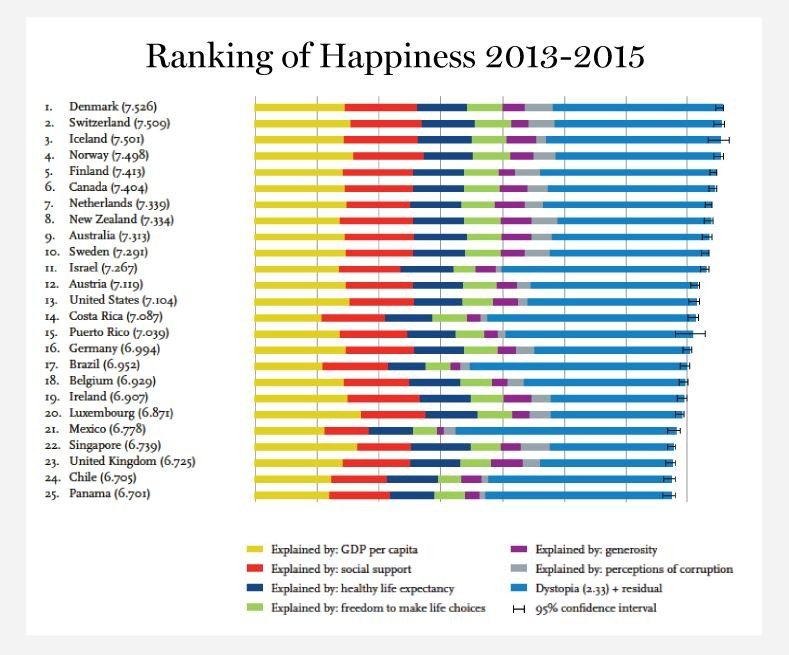 Ranking of Happiness 2013-2015
1. Denmark (7.526)
2. Switzerland (7.509)
3. Iceland (7.501)
4. Norway (7.498)
5. Finland (7.413)
6. Canada (7.404)
7. Netherlands (7.339)
8. New Zealand (7.334)
9. Australia (7.313)
10. Sweden (7.291)
11. Israel (7.267)
12. Austria (7.119)
13. United States (7.104)
14. Costa Rica (7.087)
15. Puerto Rico (7.039)
16. Germany (6.994)
17. Brazil (6.952)
18. Belgium (6.929)
19. Ireland (6.907)
20. Luxembourg (6.871)
21. Mexico (6.778)
22. Singapore (6.739)
23. United Kingdom (6.725)
24. Chile (6.705)
25. Panama (6.701)
Explained by: GDP per capita
Explained by: social support
Explained by: healthy life expectancy
Explained by: freedom to make life choices
Explained by: generosity
Explained by: perceptions of corruption
Dystopia (2.33) + residual
95% confidence interval